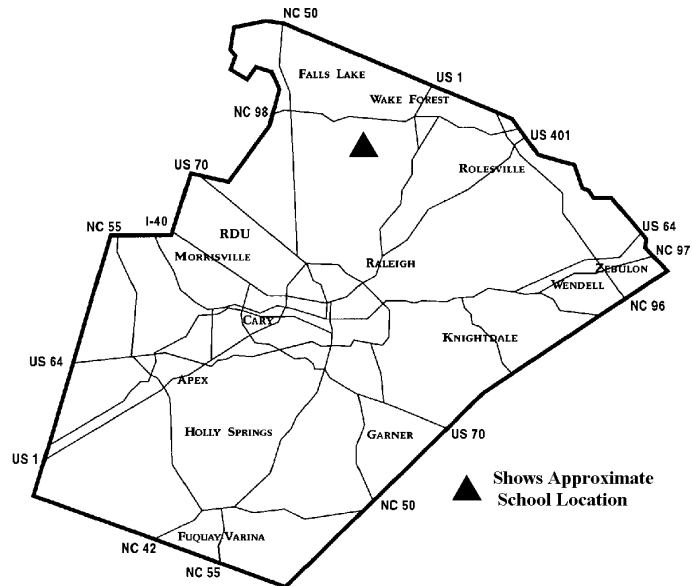 NC 50
FALLS LAKE
US 1
WAKE FOREST
NC 98
US 401
US 70
ROLESVILLE
NC 55
I-40
RDU
US 64
MORRISVILLE
RALEIGH
NC 97
ZEBULON
WENDELL
NC 96
CARY
KNIGHTDALE
US 64
APEX
HOLLY SPRINGS
GARNER
US 70
US 1
Shows Approximate
School Location
NC 50
FUQUAY VARINA
NC 42
NC 55